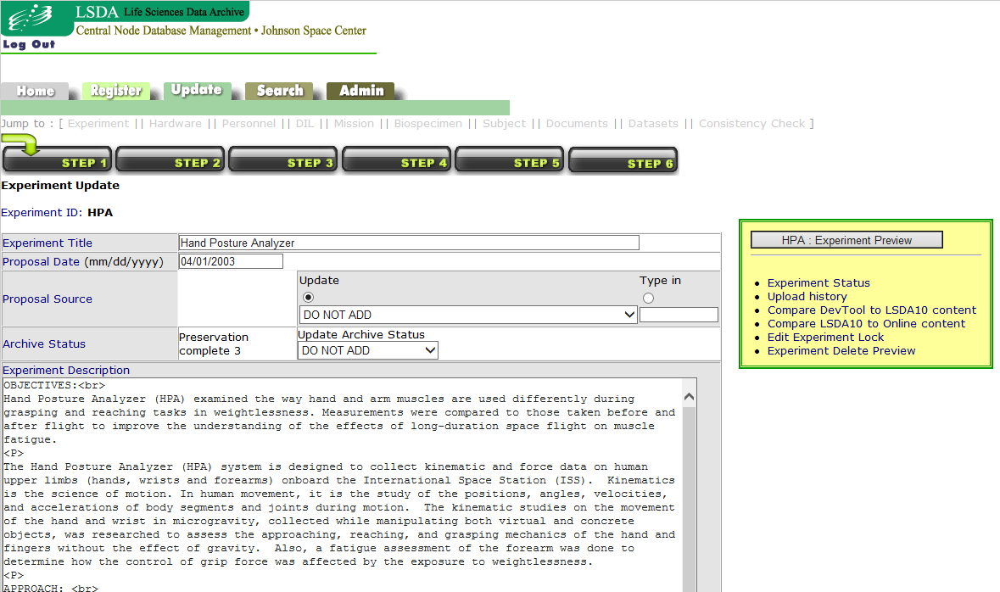 LSDA Life Sciences Data Archive
Central Node Database Management • Johnson Space Center
Log Out
Home Register Update Search Admin
Jump to : [ Experiment || Hardware || Personnel || DIL || Mission || Biospecimen || Subject || Documents || Datasets || Consistency Check ]
STEP 1 STEP 2 STEP 3 STEP 4 STEP 5 STEP 6
Experiment Update
Experiment ID: HPA
Experiment Title Hand Posture Analyzer
Proposal Date (mm/dd/yyyy) 04/01/2003
Update Type in
Proposal Source
DO NOT ADD
Archive Status
Preservation
complete 3
Update Archive Status
DO NOT ADD
Experiment Description
OBJECTIVES:<br>
Hand Posture Analyzer (HPA) examined the way hand and arm muscles are used differently during
grasping and reaching tasks in weightlessness. Measurements were compared to those taken before and
after flight to improve the understanding of the effects of long-duration space flight on muscle
fatigue.
<P>
The Hand Posture Analyzer (HPA) system is designed to collect kinematic and force data on human
upper limbs (hands, wrists and forearms) onboard the International Space Station (ISS).  Kinematics
is the science of motion. In human movement, it is the study of the positions, angles, velocities,
and accelerations of body segments and joints during motion.  The kinematic studies on the movement
of the hand and wrist in microgravity, collected while manipulating both virtual and concrete
objects, was researched to assess the approaching, reaching, and grasping mechanics of the hand and
fingers without the effect of gravity.  Also, a fatigue assessment of the forearm was done to
determine how the control of grip force was affected by the exposure to weightlessness.
<P>
APPROACH: <br>
HPA : Experiment Preview
• Experiment Status
• Upload history
• Compare DevTool to LSDA10 content
• Compare LSDA10 to Online content
• Edit Experiment Lock
• Experiment Delete Preview